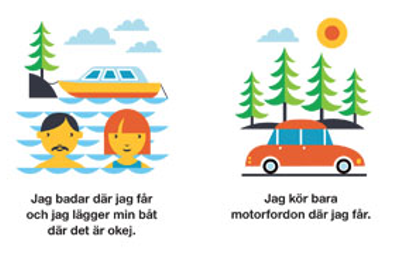 Jag badar där jag får
och jag lägger min båt
där det är okej.
Jag kör bara
motorfordon där jag får.